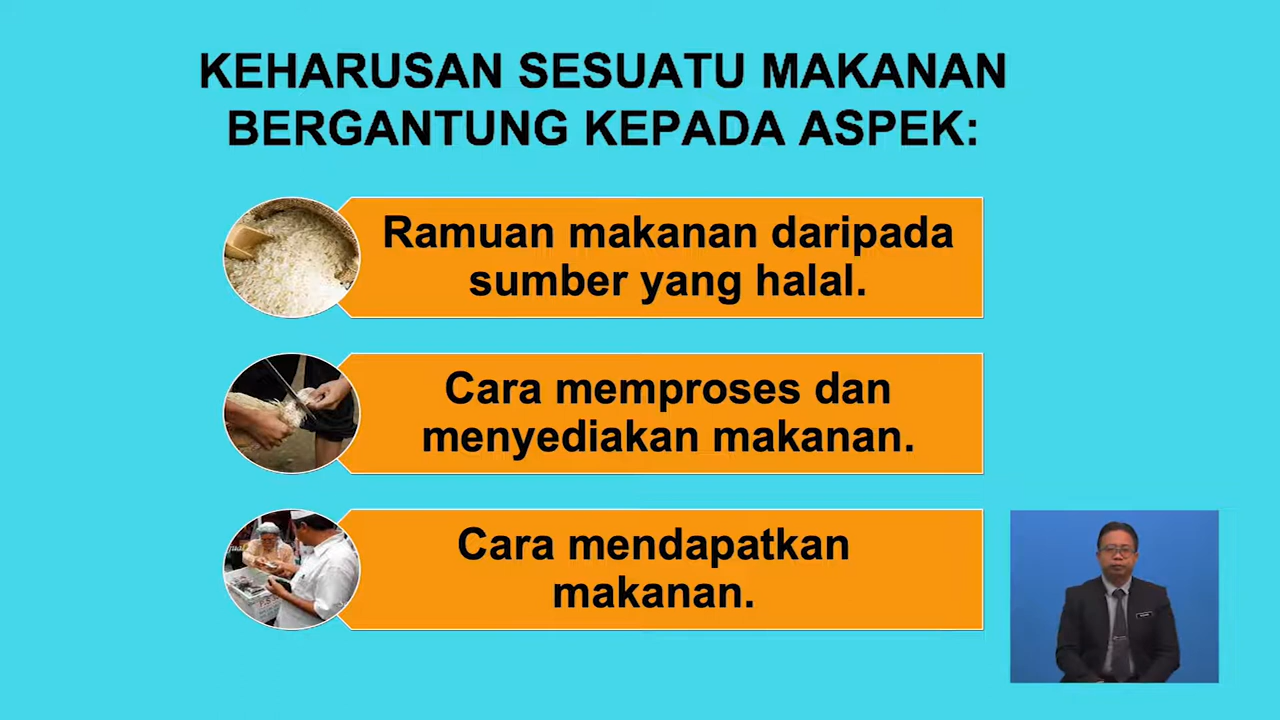 KEHARUSAN SESUATU MAKANAN
BERGANTUNG KEPADA ASPEK:
Ramuan makanan daripada
sumber yang halal.
Cara memproses dan
menyediakan makanan.
Cara mendapatkan
makanan.